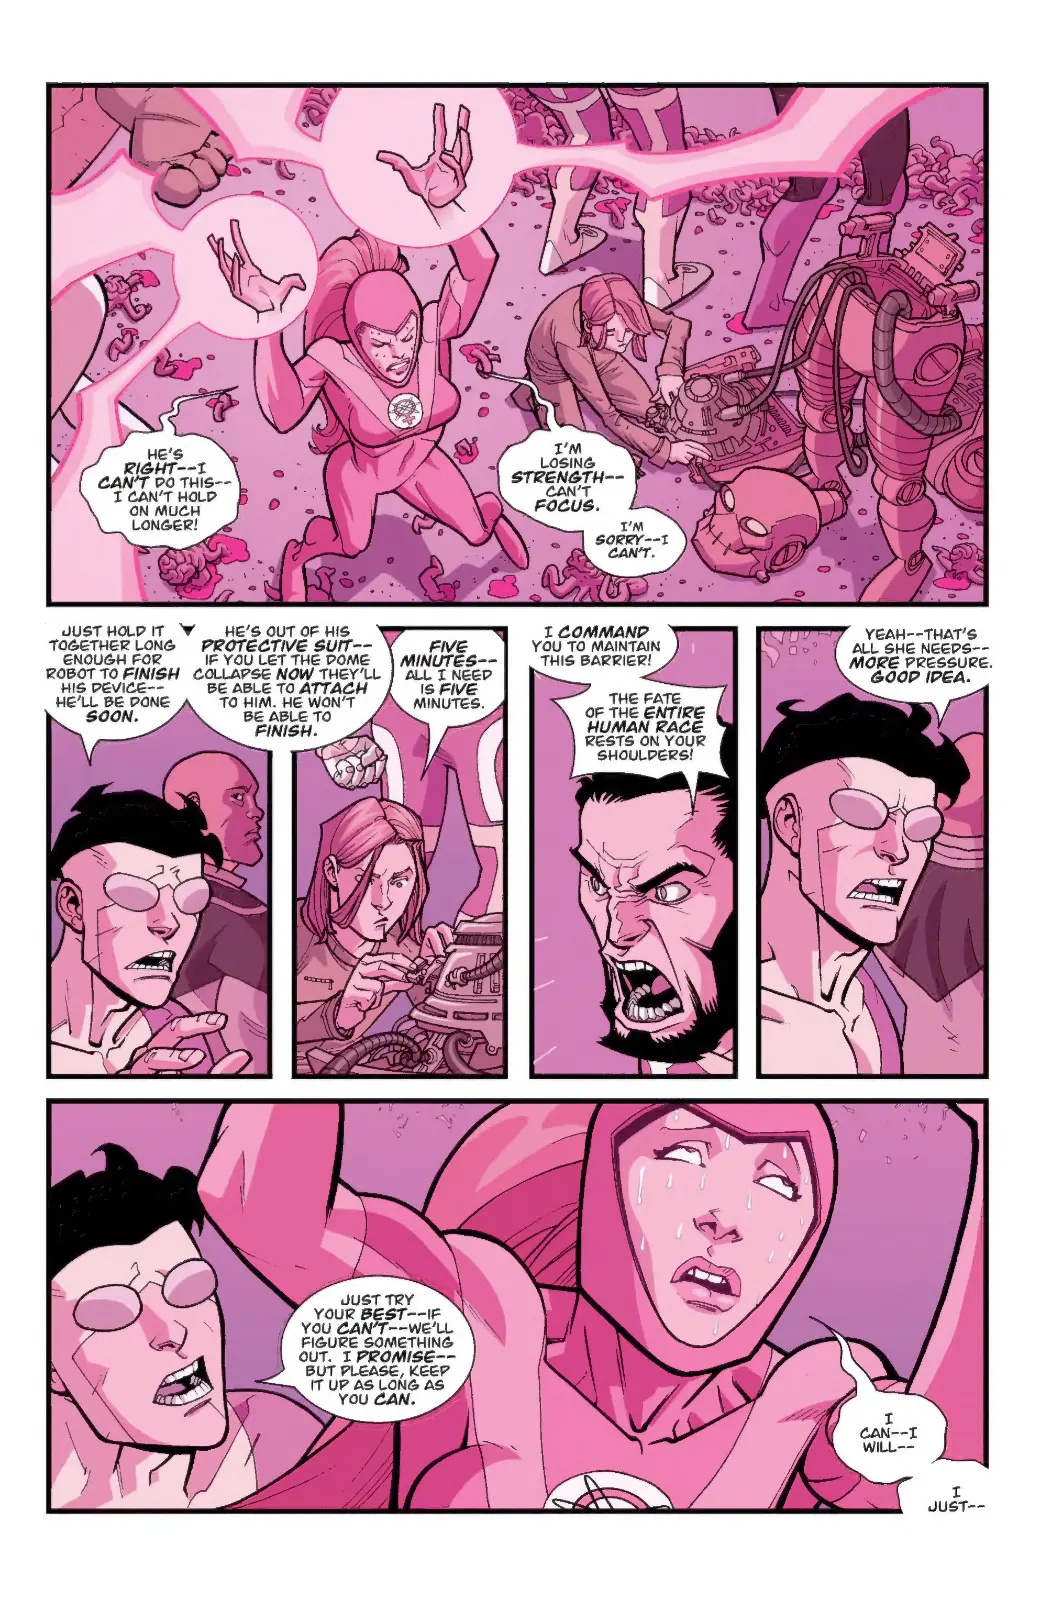 HE'S
RIGHT--I
CAN'T DO THIS--
I CAN'T HOLD
ON MUCH
LONGER!
I'M
LOSING
STRENGTH--
CAN'T
FOCUS.
I'M
SORRY--I
CAN'T.
JUST HOLD IT
TOGETHER LONG
ENOUGH FOR
ROBOT TO FINISH
HIS DEVICE--
HE'LL BE DONE
SOON.
HE'S OUT OF HIS
PROTECTIVE SUIT--
IF YOU LET THE DOME
COLLAPSE NOW THEY'LL
BE ABLE TO ATTACH
TO HIM. HE WON'T
BE ABLE TO
FINISH.
FIVE
MINUTES--
ALL I NEED
IS FIVE
MINUTES.
I COMMAND
YOU TO MAINTAIN
THIS BARRIER!
THE FATE
OF THE ENTIRE
HUMAN RACE
RESTS ON YOUR
SHOULDERS!
YEAH--THAT'S
ALL SHE NEEDS--
MORE PRESSURE.
GOOD IDEA.
JUST TRY
YOUR BEST--IF
YOU CAN'T--WE'LL
FIGURE SOMETHING
OUT. I PROMISE--
BUT PLEASE, KEEP
IT UP AS LONG AS
YOU CAN.
I
CAN--I
WILL--
I
JUST--